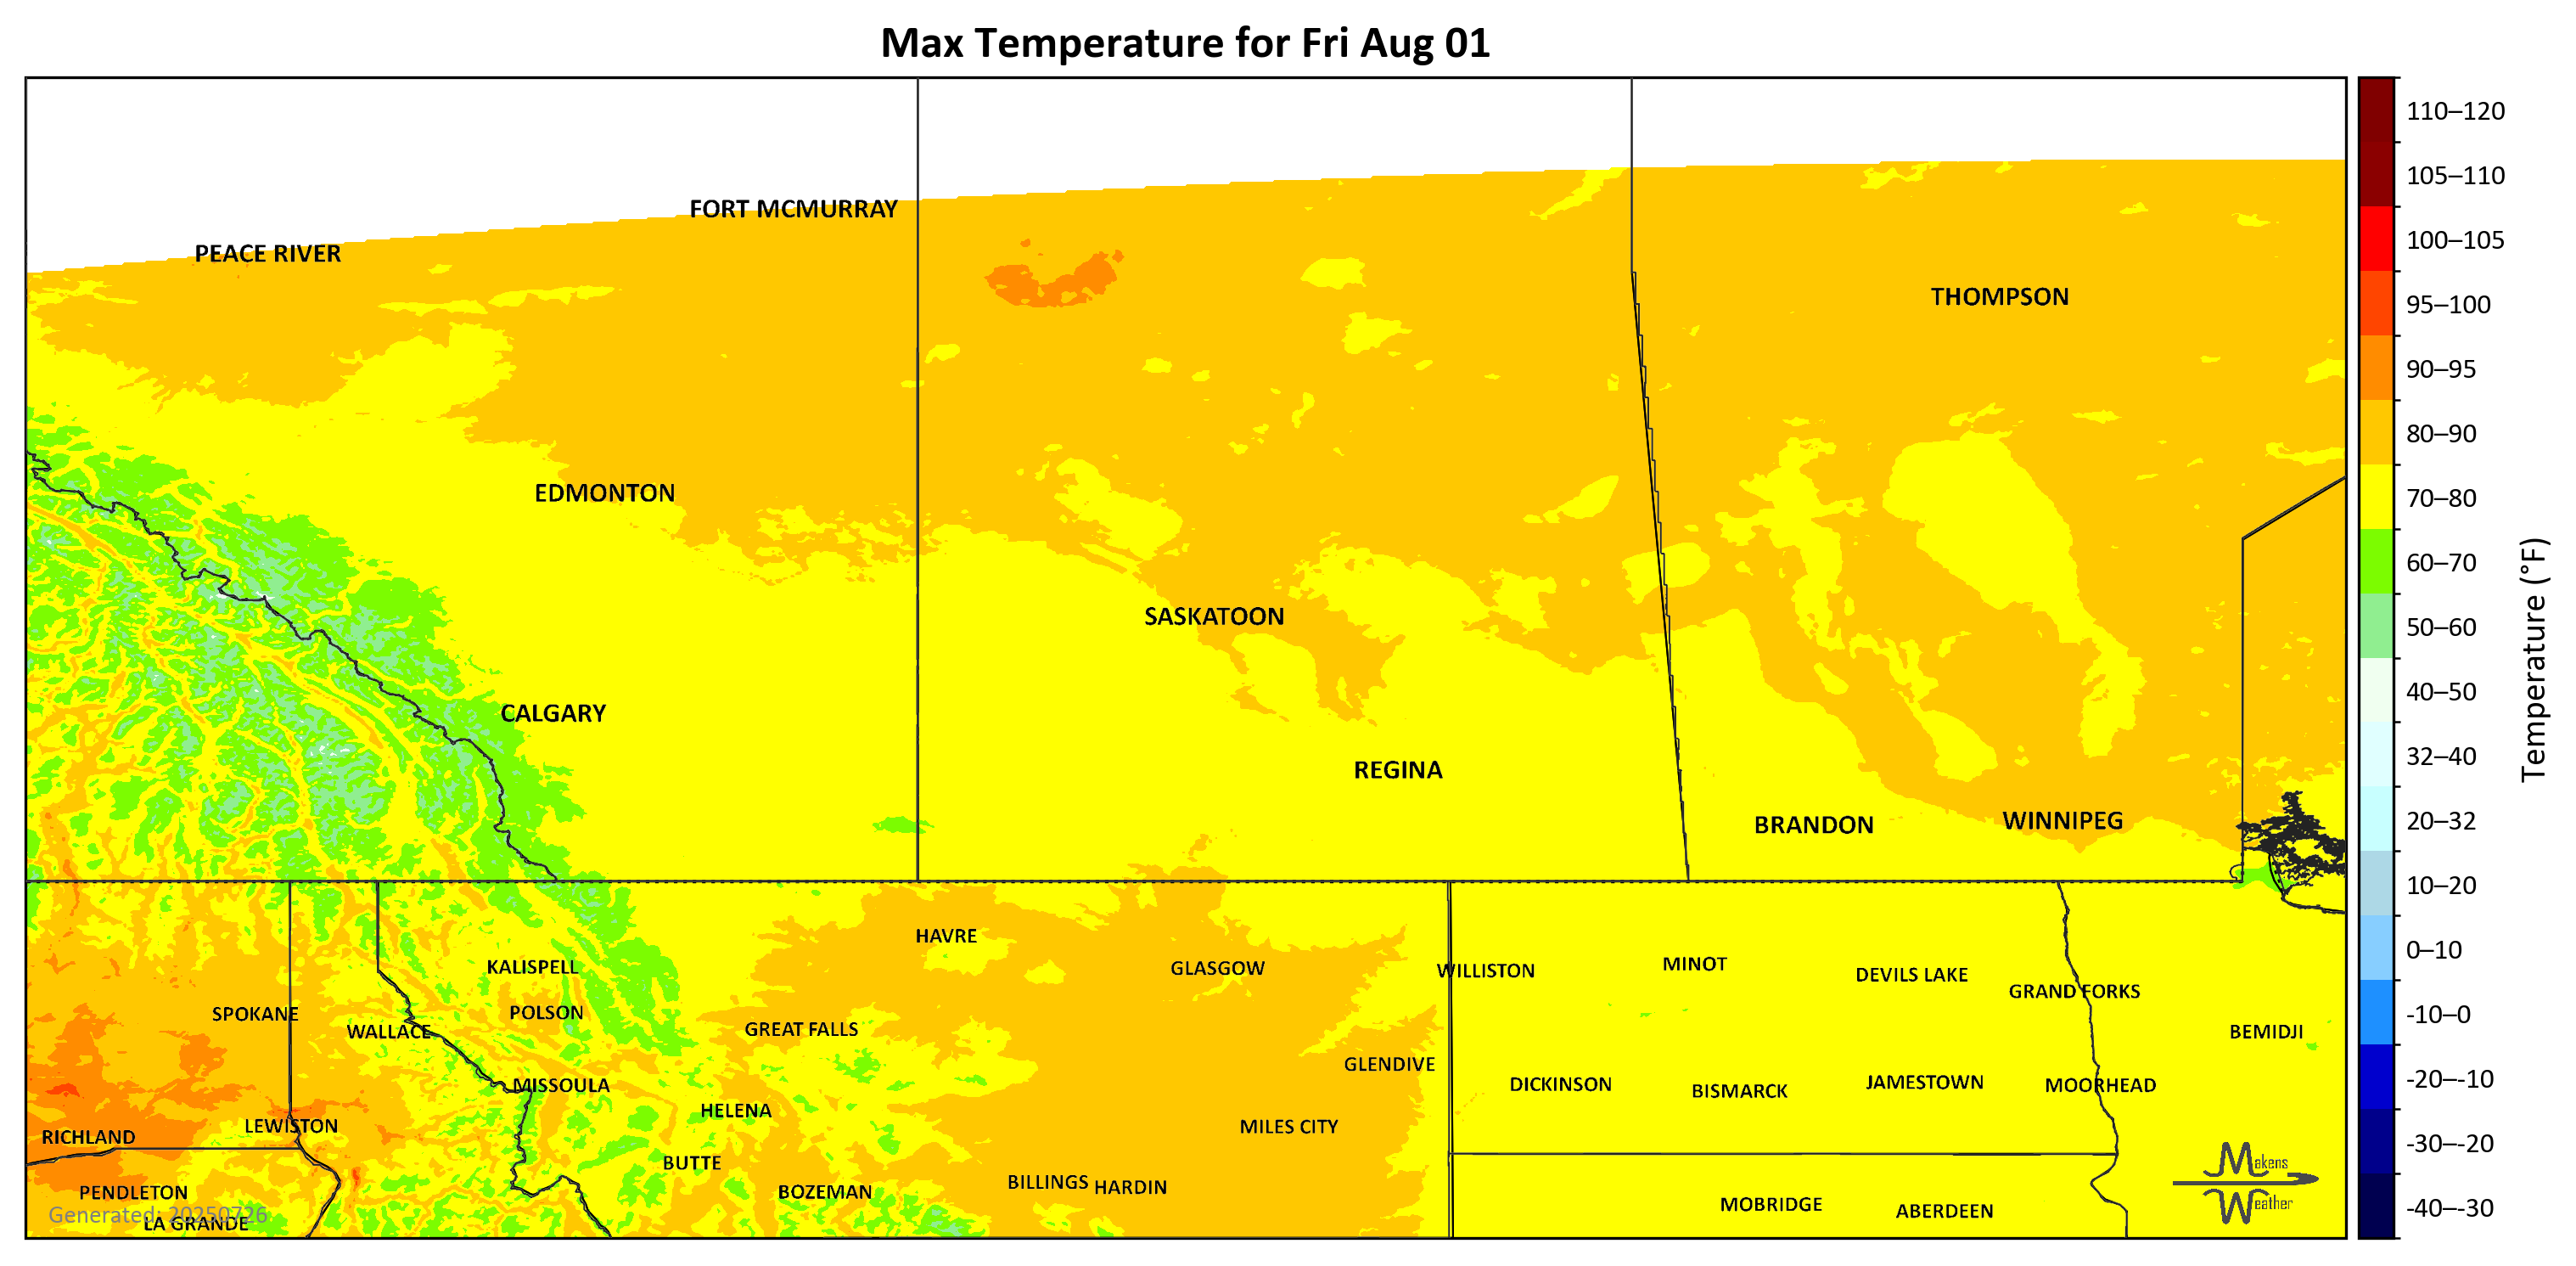 Max Temperature for Fri Aug 01
110–120
105–110
100–105
95–100
90–95
80–90
70–80
60–70
50–60
40–50
32–40
20–32
10–20
0–10
-10–0
-20–-10
-30–-20
-40–-30
Temperature (°F)
FORT MCMURRAY
PEACE RIVER
THOMPSON
EDMONTON
SASKATOON
CALGARY
REGINA
BRANDON
WINNIPEG
HAVRE
KALISPELL
GLASGOW
WILLISTON
MINOT
DEVILS LAKE
GRAND FORKS
SPOKANE
POLSON
WALLACE
GREAT FALLS
BEMIDJI
GLENDIVE
MISSOULA
DICKINSON
BISMARCK
JAMESTOWN
MOORHEAD
HELENA
LEWISTON
MILES CITY
RICHLAND
BUTTE
PENDLETON
BOZEMAN
BILLINGS
HARDIN
MOBRIDGE
ABERDEEN
LA GRANDE
Generated: 20250726
Makens
Weather